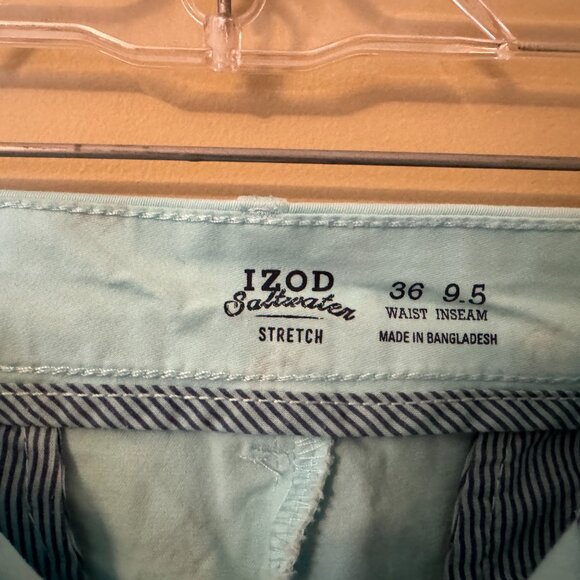 IZOD
Saltwater
STRETCH
36 9.5
WAIST INSEAM
MADE IN BANGLADESH